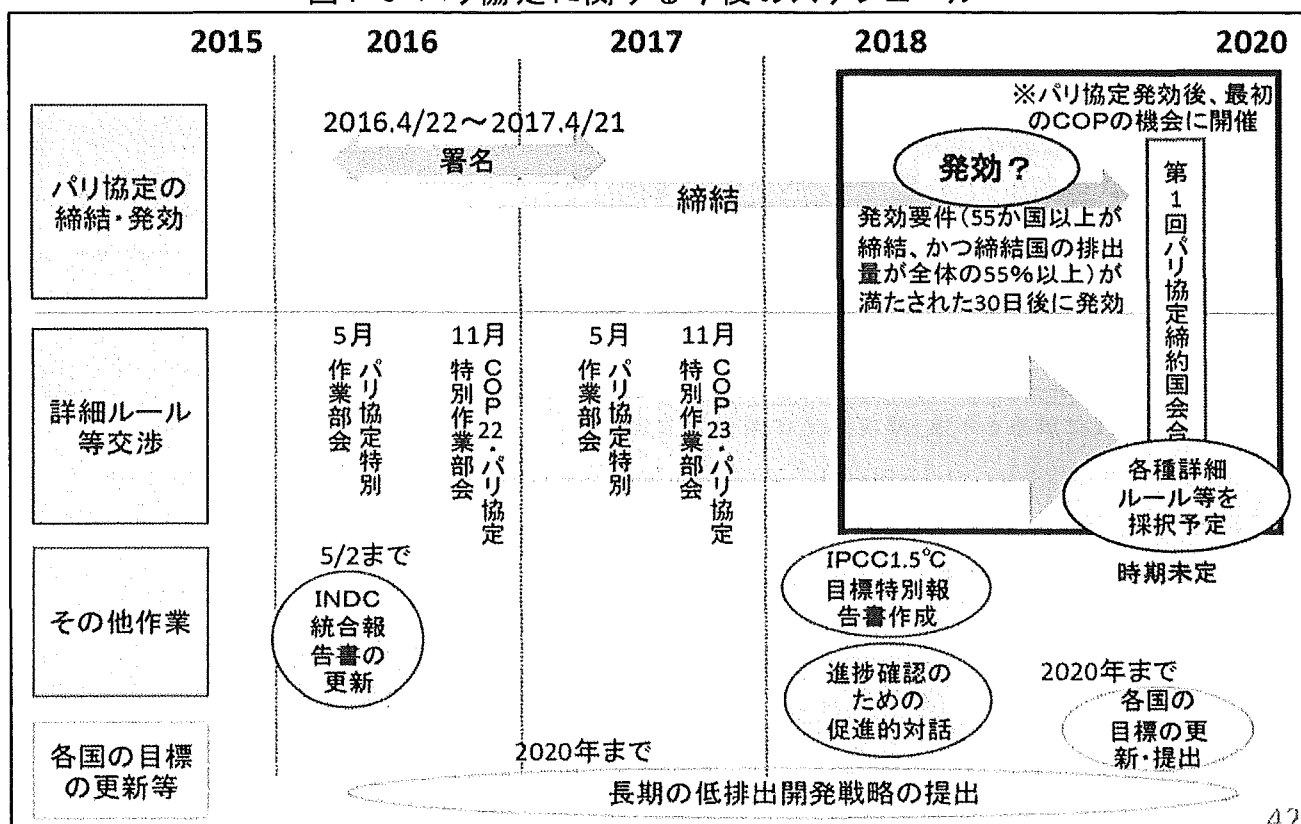 2015 2016 2017 2018 2020
パリ協定の
締結・発効
2016.4/22～2017.4/21
署名
締結
※パリ協定発効後、最初
のCOPの機会に開催
発効？
発効要件(55か国以上が
締結、かつ締結国の排出
量が全体の55%以上)が
満たされた30日後に発効
第1回パリ協定締約国会合
詳細ルール
等交渉
5月
パリ協定特別
作業部会
11月
COP22・パリ協定
特別作業部会
5月
パリ協定特別
作業部会
11月
COP23・パリ協定
特別作業部会
各種詳細
ルール等を
採択予定
時期未定
その他作業
5/2まで
INDC
統合報
告書の
更新
IPCC1.5℃
目標特別報
告書作成
進捗確認の
ための
促進的対話
各国の目標
の更新等
2020年まで
各国の
目標の更
新・提出
2020年まで
長期の低排出開発戦略の提出
42